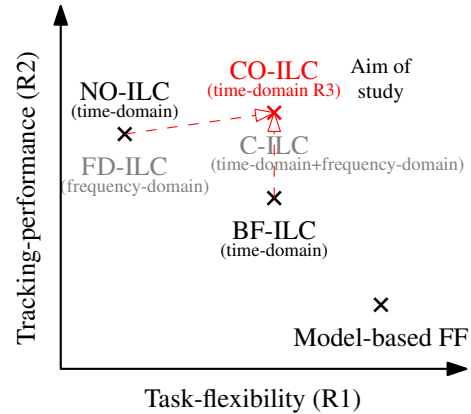 Tracking-performance (R2)
NO-ILC
(time-domain)
FD-ILC
(frequency-domain)
CO-ILC
(time-domain R3)
Aim of
study
C-ILC
(time-domain+frequency-domain)
BF-ILC
(time-domain)
Model-based FF
Task-flexibility (R1)